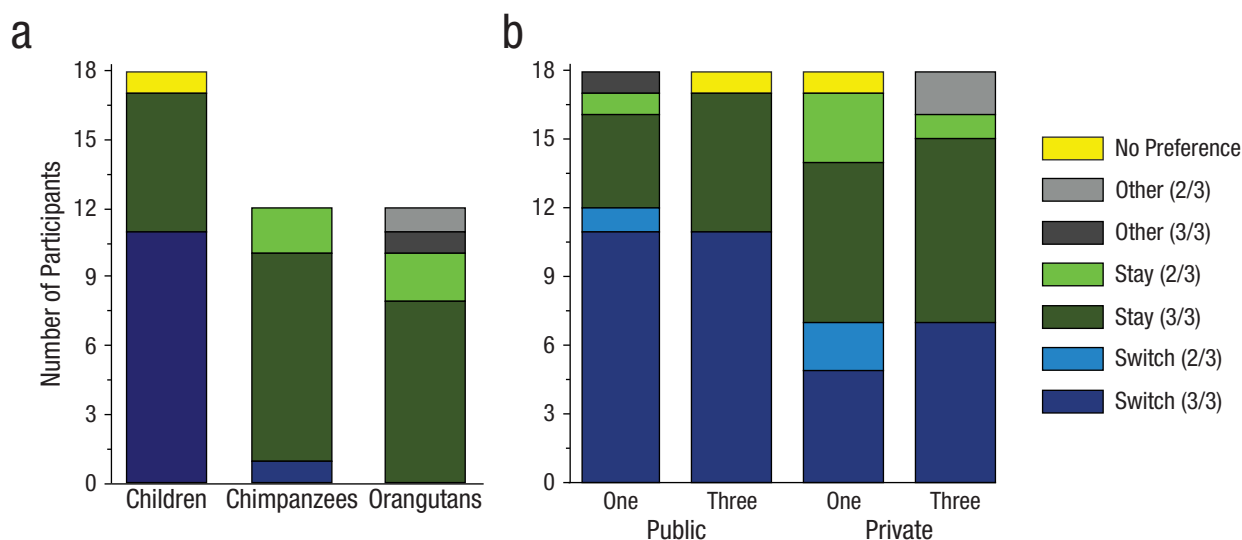 a
Number of Participants
18
15
12
9
6
3
0
Children Chimpanzees Orangutans
b
18
15
12
9
6
3
0
One Three One Three
Public Private
No Preference
Other (2/3)
Other (3/3)
Stay (2/3)
Stay (3/3)
Switch (2/3)
Switch (3/3)